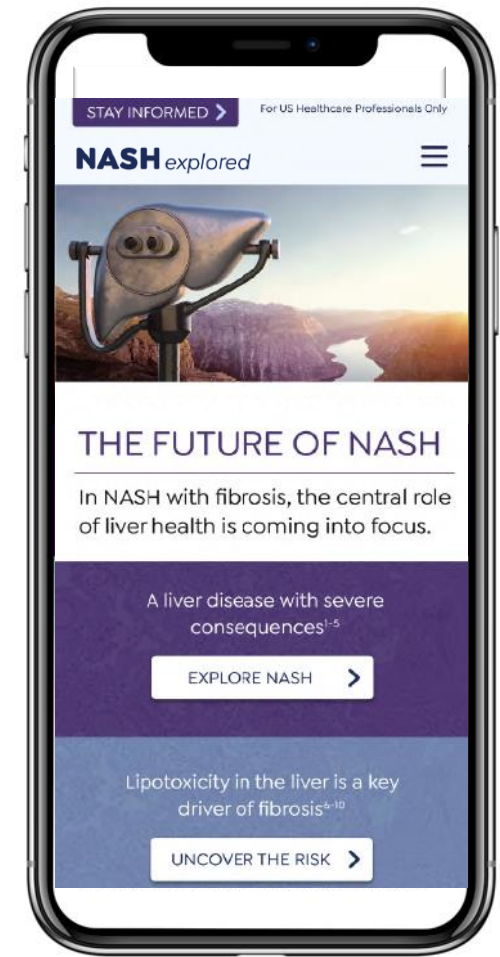 STAY INFORMED
For US Healthcare Professionals Only
NASH explored
THE FUTURE OF NASH
In NASH with fibrosis, the central role
of liver health is coming into focus.
A liver disease with severe
consequences¹⁻⁵
EXPLORE NASH
Lipotoxicity in the liver is a key
driver of fibrosis⁶⁻¹⁰
UNCOVER THE RISK